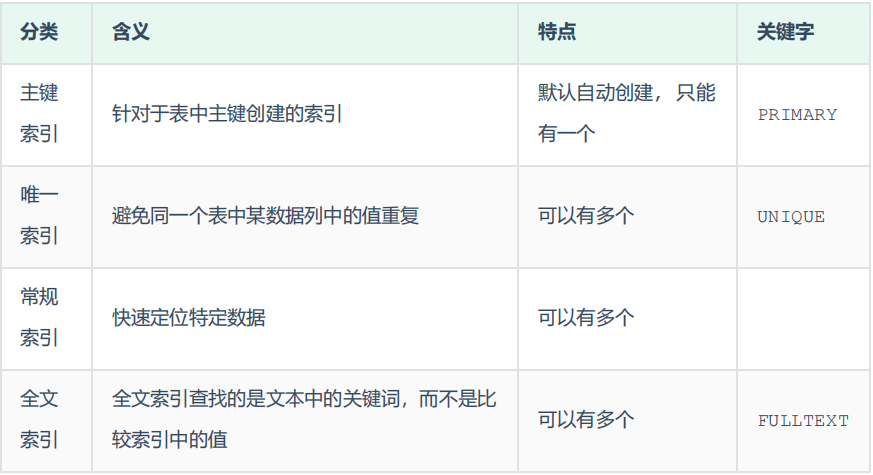 分类 含义 特点 关键字
主键
索引
针对于表中主键创建的索引
默认自动创建， 只能
有一个
PRIMARY
唯一
索引
避免同一个表中某数据列中的值重复
可以有多个
UNIQUE
常规
索引
快速定位特定数据
可以有多个
全文
索引
全文索引查找的是文本中的关键词，而不是比
较索引中的值
可以有多个
FULLTEXT